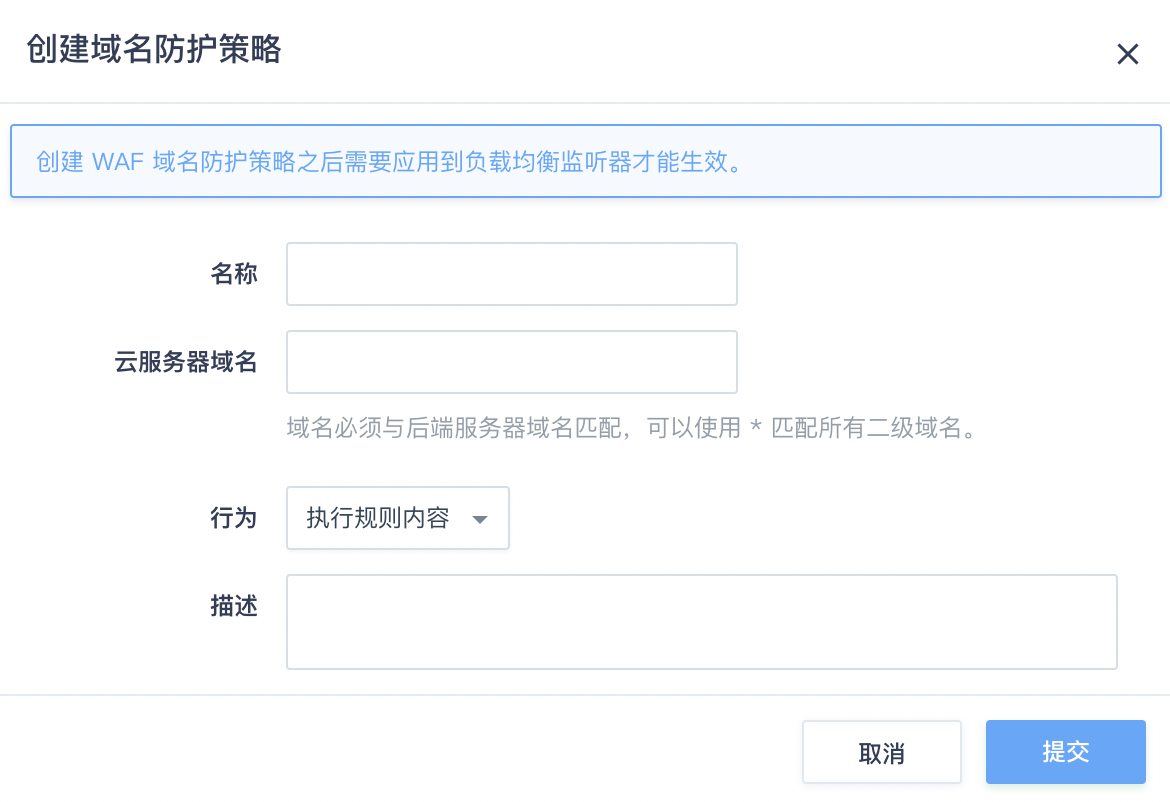 创建域名防护策略
创建 WAF 域名防护策略之后需要应用到负载均衡监听器才能生效。
名称
云服务器域名
域名必须与后端服务器域名匹配，可以使用 * 匹配所有二级域名。
行为
执行规则内容
描述
取消
提交